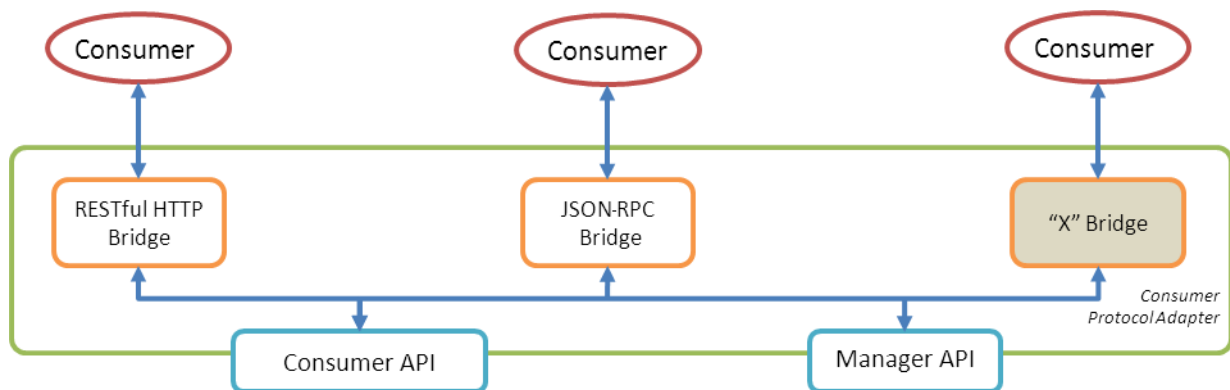 Consumer
Consumer
Consumer
RESTful HTTP
Bridge
JSON-RPC
Bridge
“X” Bridge
Consumer
Protocol Adapter
Consumer API
Manager API